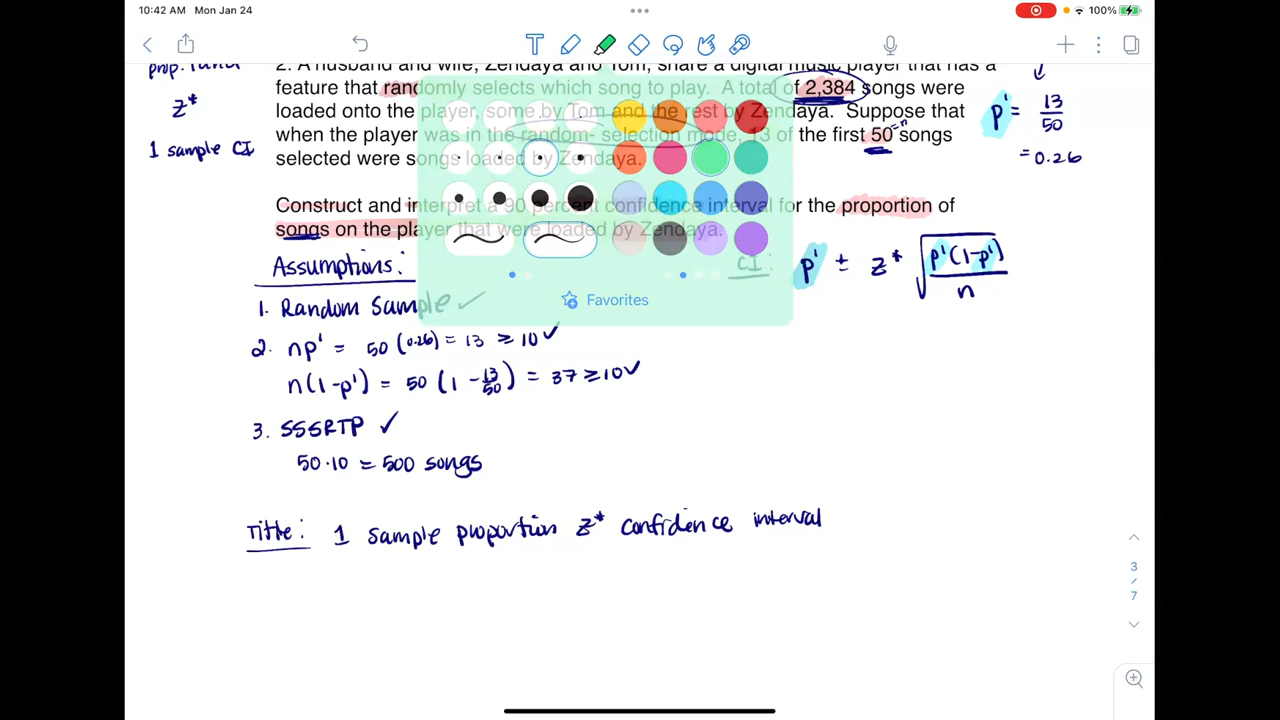 10:42 AM Mon Jan 24
100%
T
prop.
z*
1 sample CI
2. A husband and wife, Zendaya and Tom, share a digital music player that has a
feature that randomly selects which song to play. A total of 2,384 songs were
loaded onto the player, some by Tom and the rest by Zendaya. Suppose that
when the player was in the random- selection mode, 13 of the first 50 songs
selected were songs loaded by Zendaya.
n
p' = 13/50
= 0.26
Construct and interpret a 90 percent confidence interval for the proportion of
songs on the player that were loaded by Zendaya.
Assumptions:
CI: p' ± z* √(p'(1-p')/n)
Favorites
1. Random Sample ✓
2. np' = 50 (0.26) = 13 ≥ 10 ✓
n(1-p') = 50 (1 - 13/50) = 37 ≥ 10 ✓
3. SSSRTP ✓
50·10 = 500 songs
Title: 1 sample proportion z* confidence interval
3
/
7